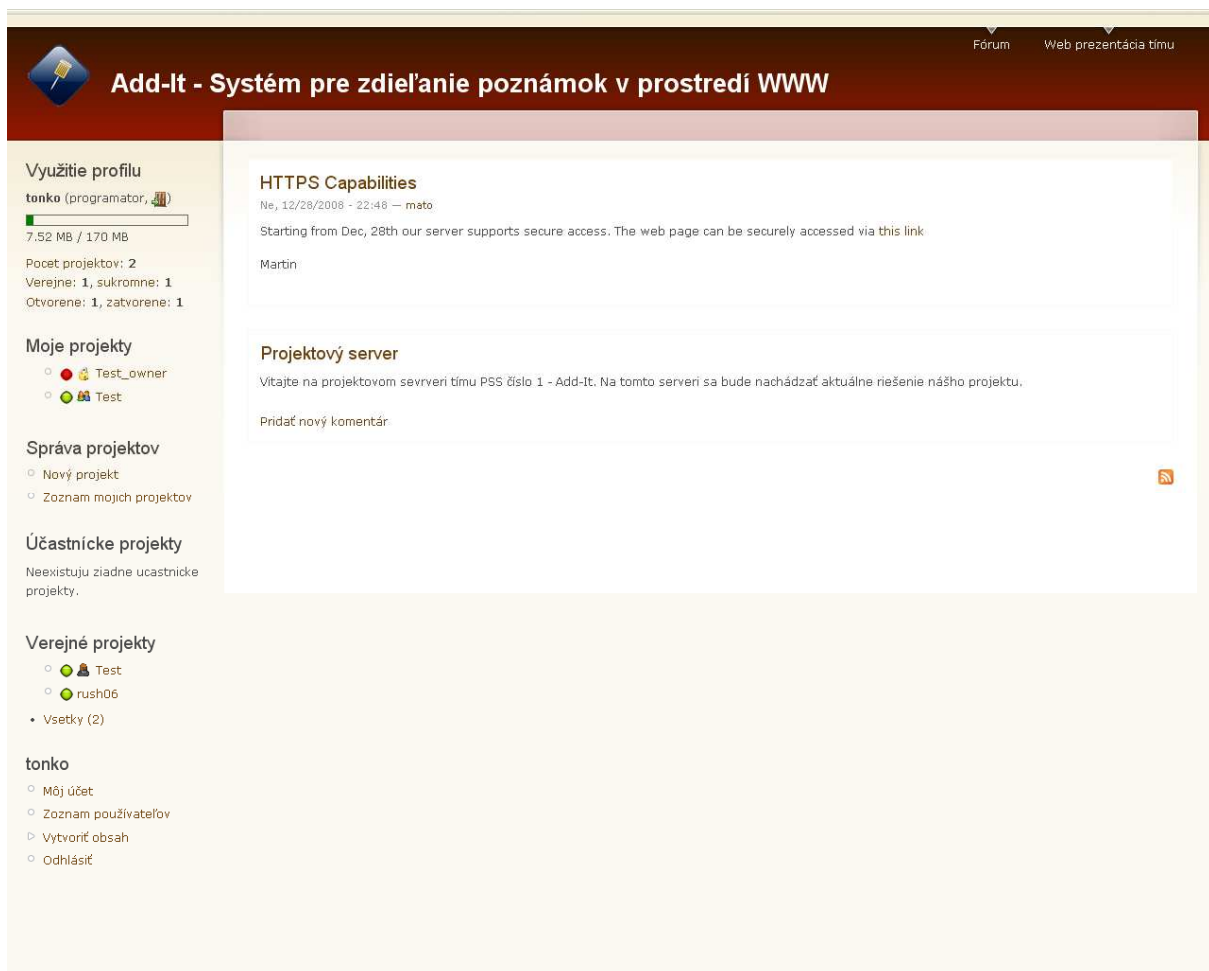 Fórum Web prezentácia tímu
Add-It - Systém pre zdieľanie poznámok v prostredí WWW
Využitie profilu
tonko (programator, )
7.52 MB / 170 MB
Pocet projektov: 2
Verejne: 1, sukromne: 1
Otvorene: 1, zatvorene: 1
Moje projekty
Test_owner
Test
Správa projektov
Nový projekt
Zoznam mojich projektov
Účastnícke projekty
Neexistuju ziadne ucastnicke
projekty.
Verejné projekty
Test
rush06
Vsetky (2)
tonko
Môj účet
Zoznam používateľov
Vytvoriť obsah
Odhlásiť
HTTPS Capabilities
Ne, 12/28/2008 - 22:48 — mato
Starting from Dec, 28th our server supports secure access. The web page can be securely accessed via this link
Martin
Projektový server
Vitajte na projektovom sevrveri tímu PSS číslo 1 - Add-It. Na tomto serveri sa bude nachádzať aktuálne riešenie nášho projektu.
Pridať nový komentár